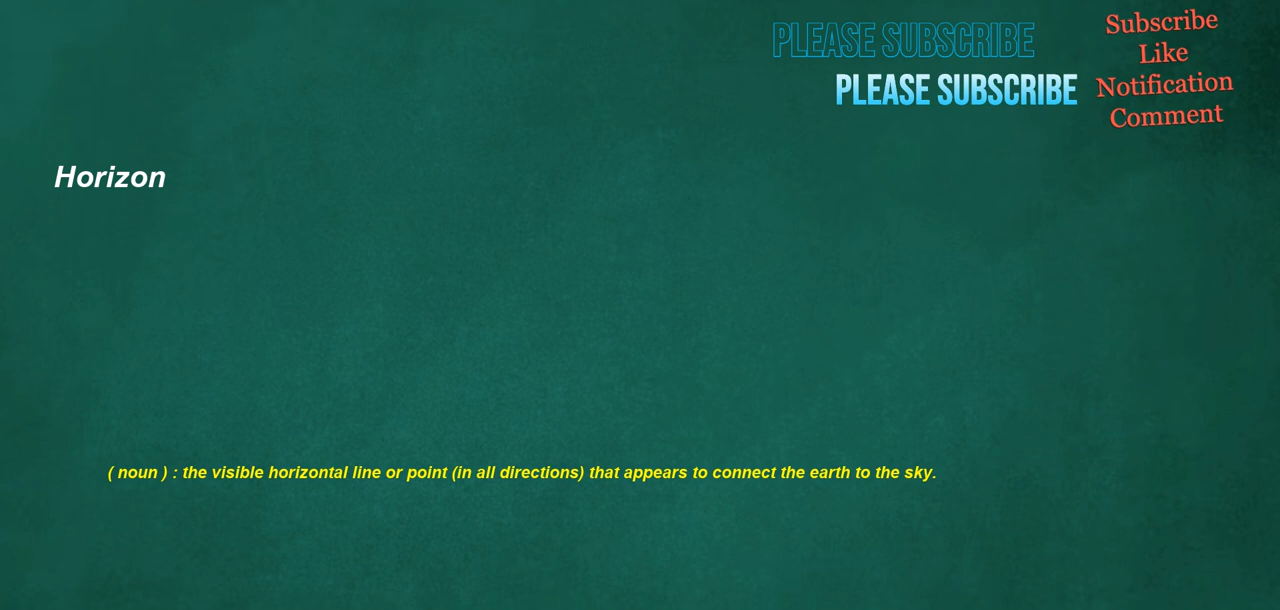 PLEASE SUBSCRIBE
PLEASE SUBSCRIBE
Subscribe
Like
Notification
Comment
Horizon
( noun ) : the visible horizontal line or point (in all directions) that appears to connect the earth to the sky.